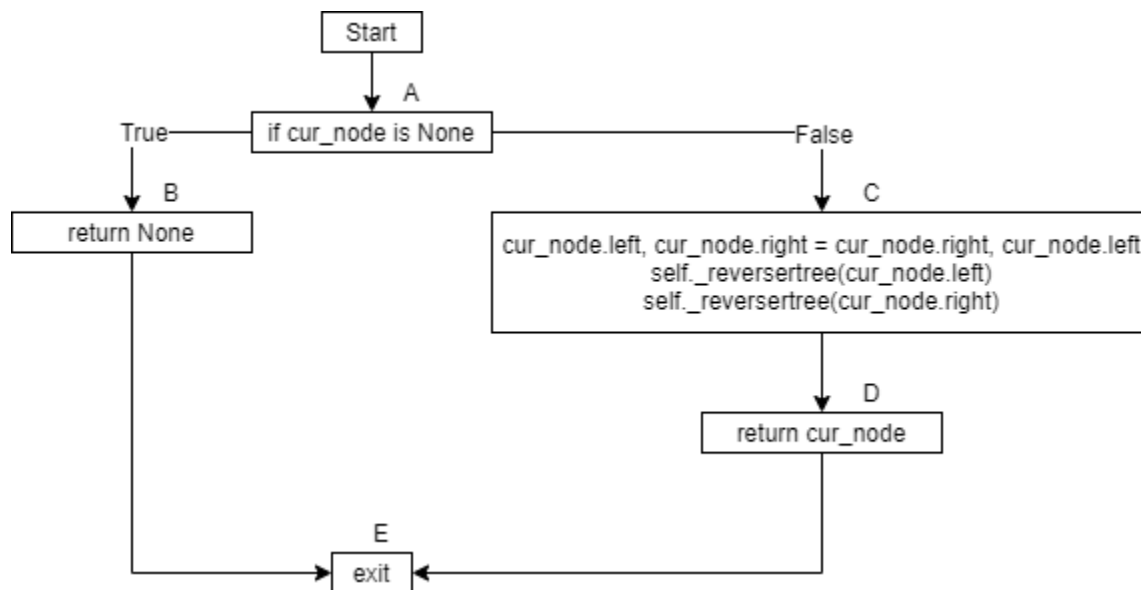 Start
A
if cur_node is None
True
False
B
return None
C
cur_node.left, cur_node.right = cur_node.right, cur_node.left
self._reversertree(cur_node.left)
self._reversertree(cur_node.right)
D
return cur_node
E
exit